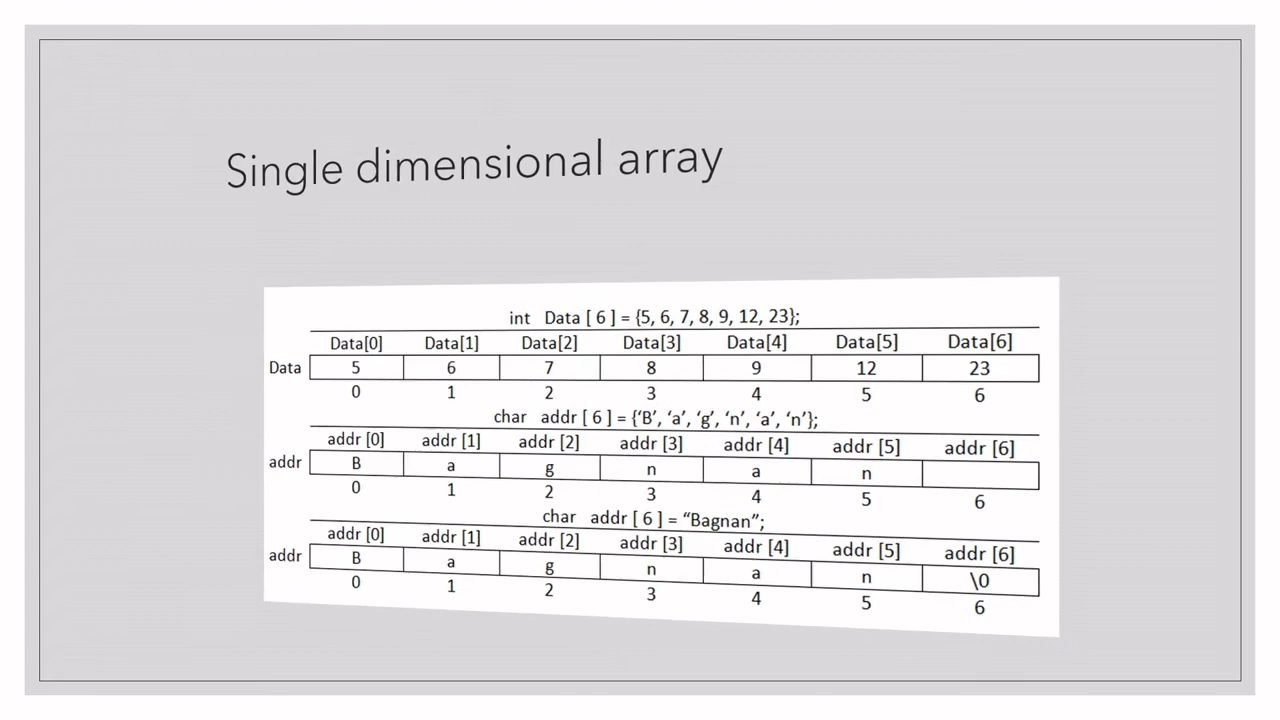 Single dimensional array
int Data [ 6 ] = {5, 6, 7, 8, 9, 12, 23};
Data[0] Data[1] Data[2] Data[3] Data[4] Data[5] Data[6]
Data 5 6 7 8 9 12 23
0 1 2 3 4 5 6
char addr [ 6 ] = {‘B’, ‘a’, ‘g’, ‘n’, ‘a’, ‘n’};
addr [0] addr [1] addr [2] addr [3] addr [4] addr [5] addr [6]
addr B a g n a n
0 1 2 3 4 5 6
char addr [ 6 ] = “Bagnan”;
addr [0] addr [1] addr [2] addr [3] addr [4] addr [5] addr [6]
addr B a g n a n \0
0 1 2 3 4 5 6